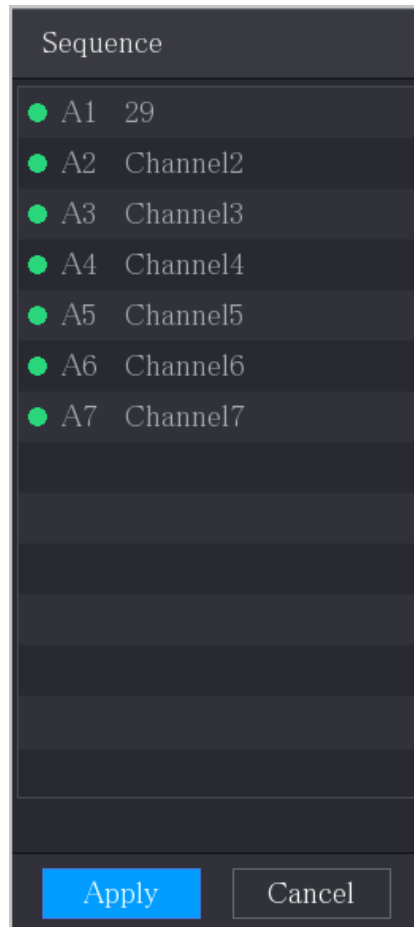 Sequence
A1 29
A2 Channel2
A3 Channel3
A4 Channel4
A5 Channel5
A6 Channel6
A7 Channel7
Apply Cancel